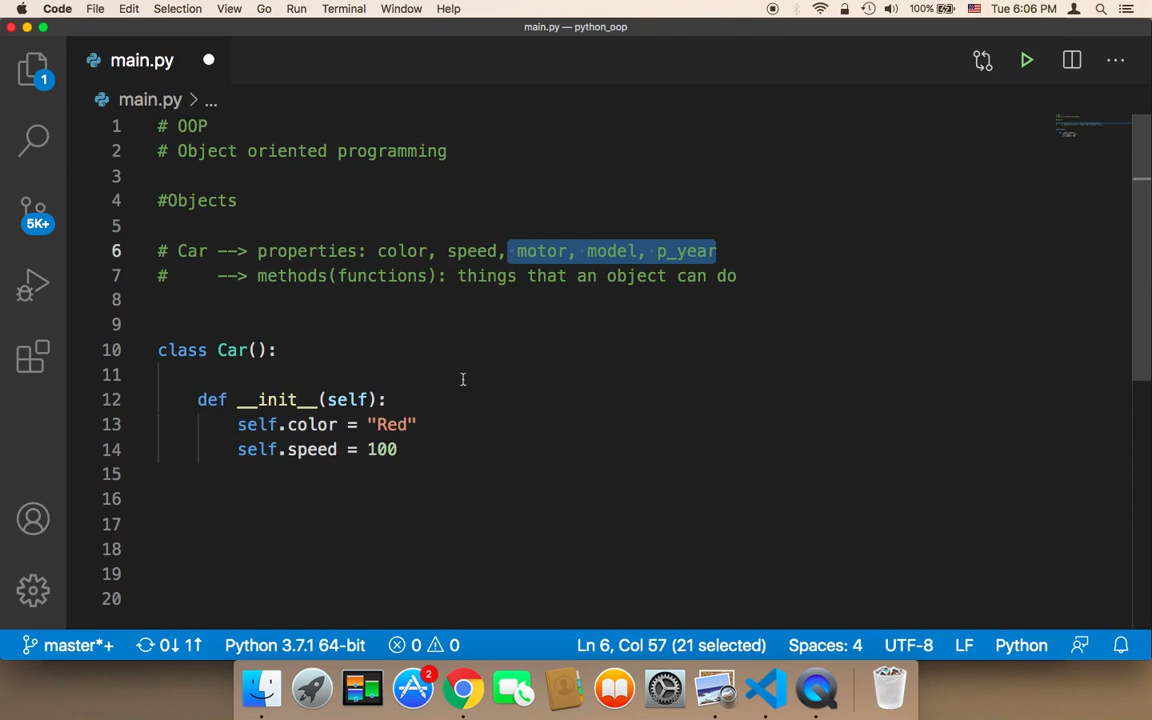 Code File Edit Selection View Go Run Terminal Window Help 100% Tue 6:06 PM
main.py — python_oop
1
main.py
main.py > ...
1 # OOP
2 # Object oriented programming
3
4 #Objects
5
5K+
6 # Car --> properties: color, speed, motor, model, p_year
7 #     --> methods(functions): things that an object can do
8
9
10 class Car():
11
12     def __init__(self):
13         self.color = "Red"
14         self.speed = 100
15
16
17
18
19
20
master*+ 0↓ 1↑ Python 3.7.1 64-bit 0 0 Ln 6, Col 57 (21 selected) Spaces: 4 UTF-8 LF Python
2